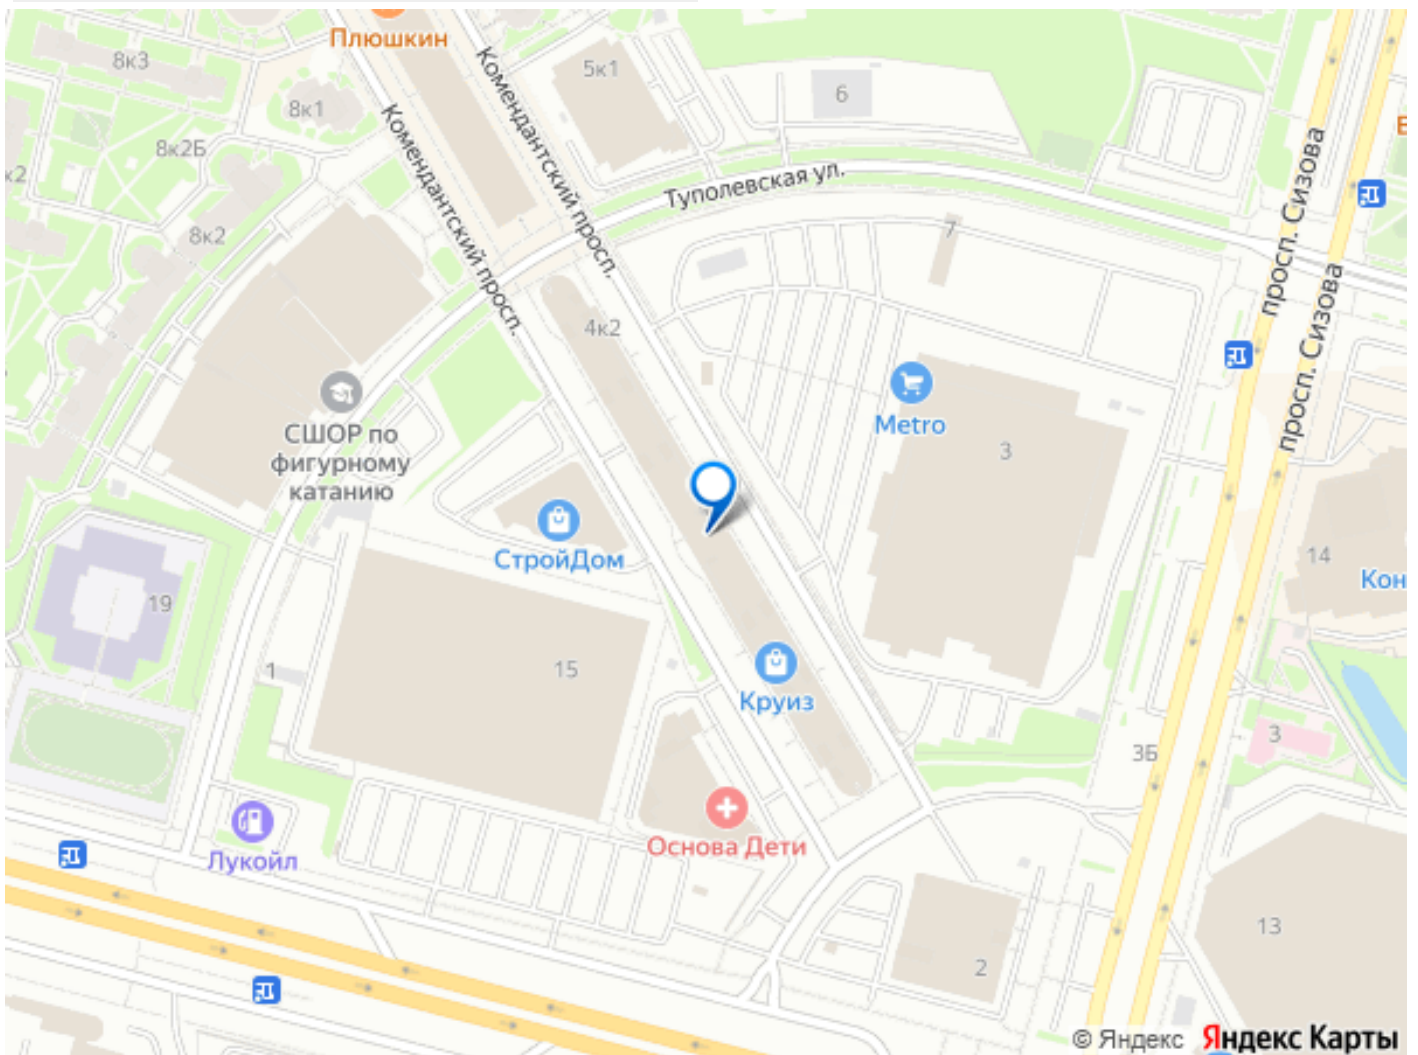 Плюшкин
8к3
8к1
5к1
6
Комендантский просп.
Комендантский просп.
8к2Б
к2
Туполевская ул.
просп. Сизова
8к2
7
просп. Сизова
4к2
Metro
3
СШОР по
фигурному
катанию
СтройДом
14
Кон
19
1
15
Круиз
3
3Б
Основа Дети
Лукойл
13
2
© Яндекс Яндекс Карты